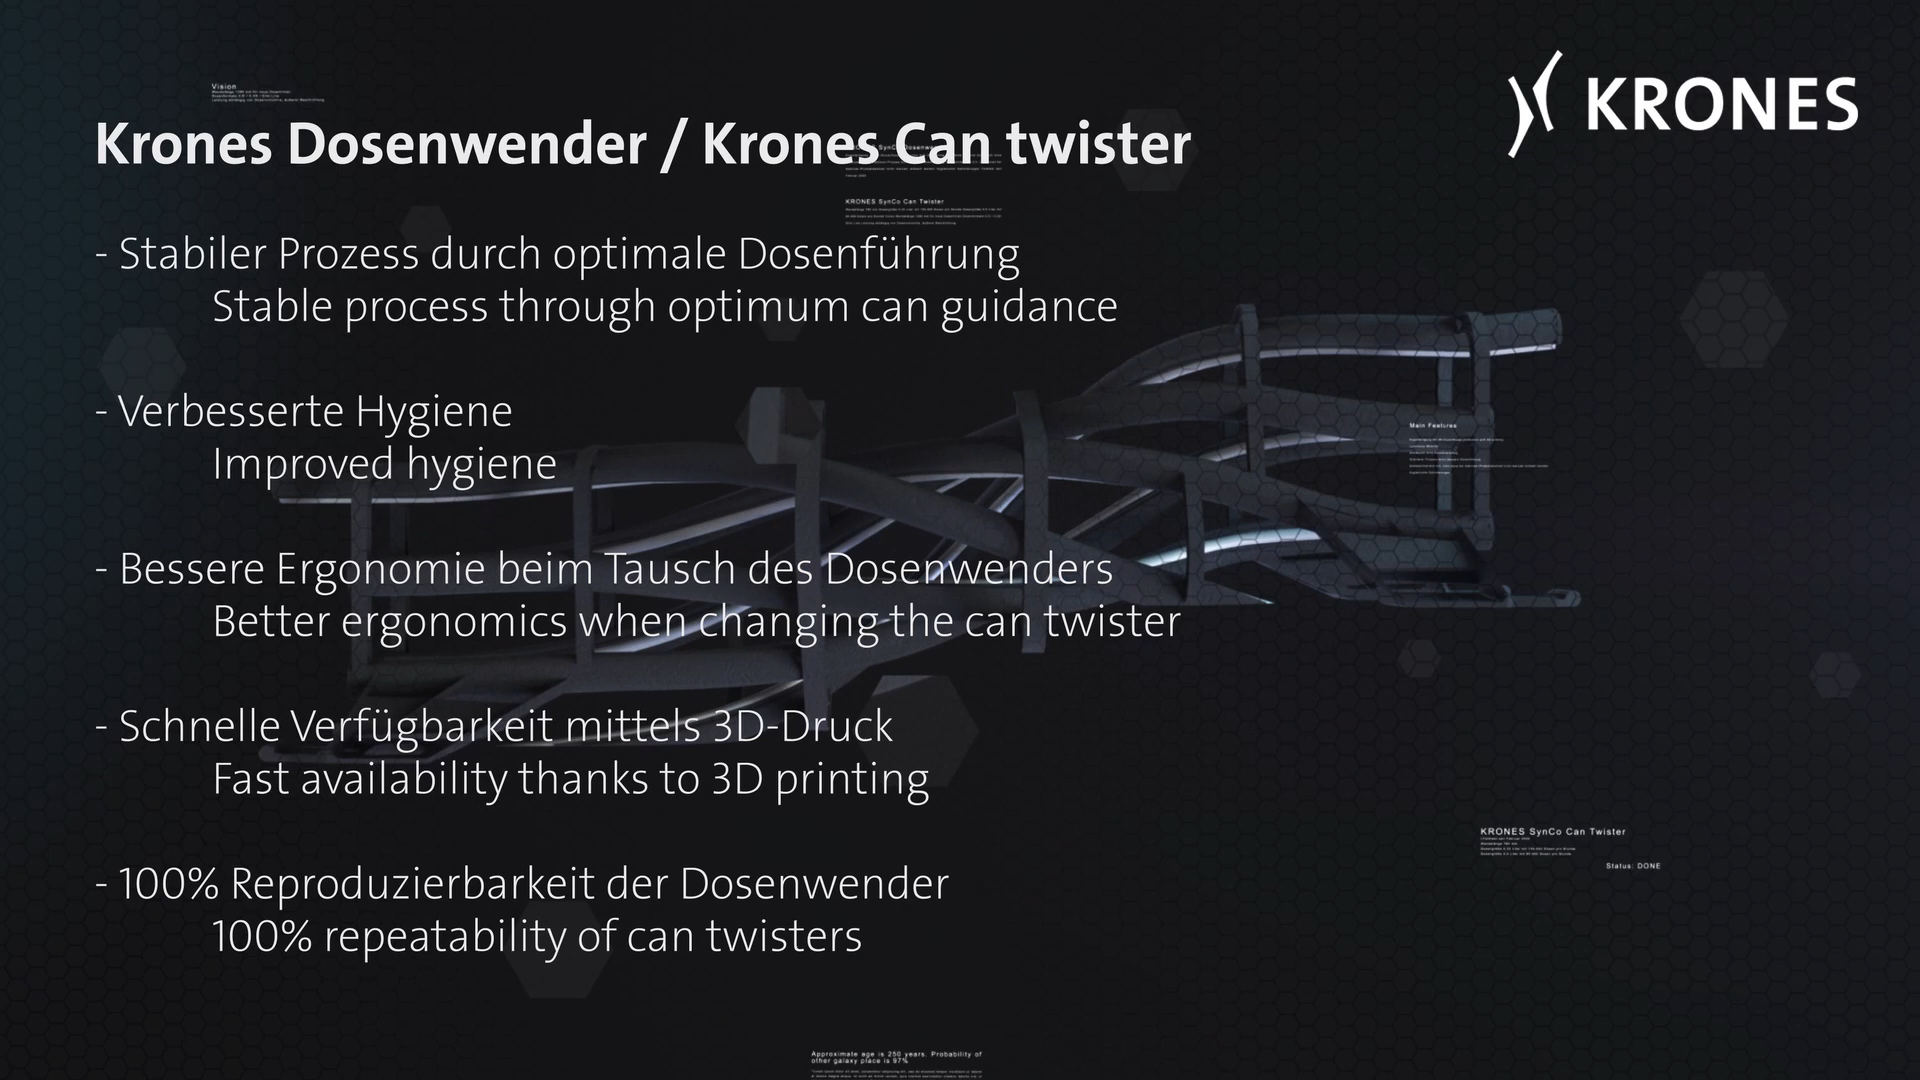 Vision
KRONES
Krones Dosenwender / Krones Can twister
KRONES SynCo Can Twister
- Stabiler Prozess durch optimale Dosenführung
Stable process through optimum can guidance
- Verbesserte Hygiene
Improved hygiene
Main Features
- Bessere Ergonomie beim Tausch des Dosenwenders
Better ergonomics when changing the can twister
- Schnelle Verfügbarkeit mittels 3D-Druck
Fast availability thanks to 3D printing
KRONES SynCo Can Twister
Status: DONE
- 100% Reproduzierbarkeit der Dosenwender
100% repeatability of can twisters
Approximate age is 250 years. Probability of
other galaxy place is 97%